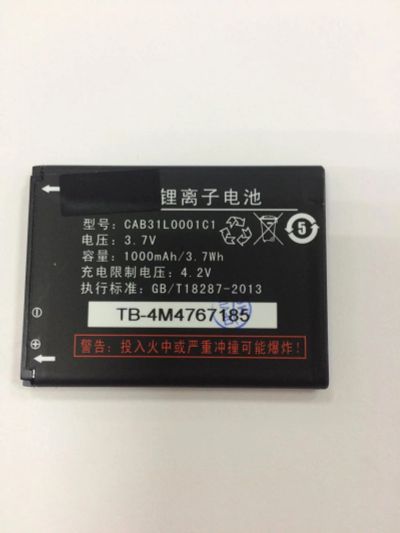 锂离子电池
型号: CAB31L0001C1
电压: 3.7V
容量: 1000mAh/3.7Wh
充电限制电压: 4.2V
执行标准: GB/T18287-2013
5
TB-4M4767185
警告: 投入火中或严重冲撞可能爆炸!